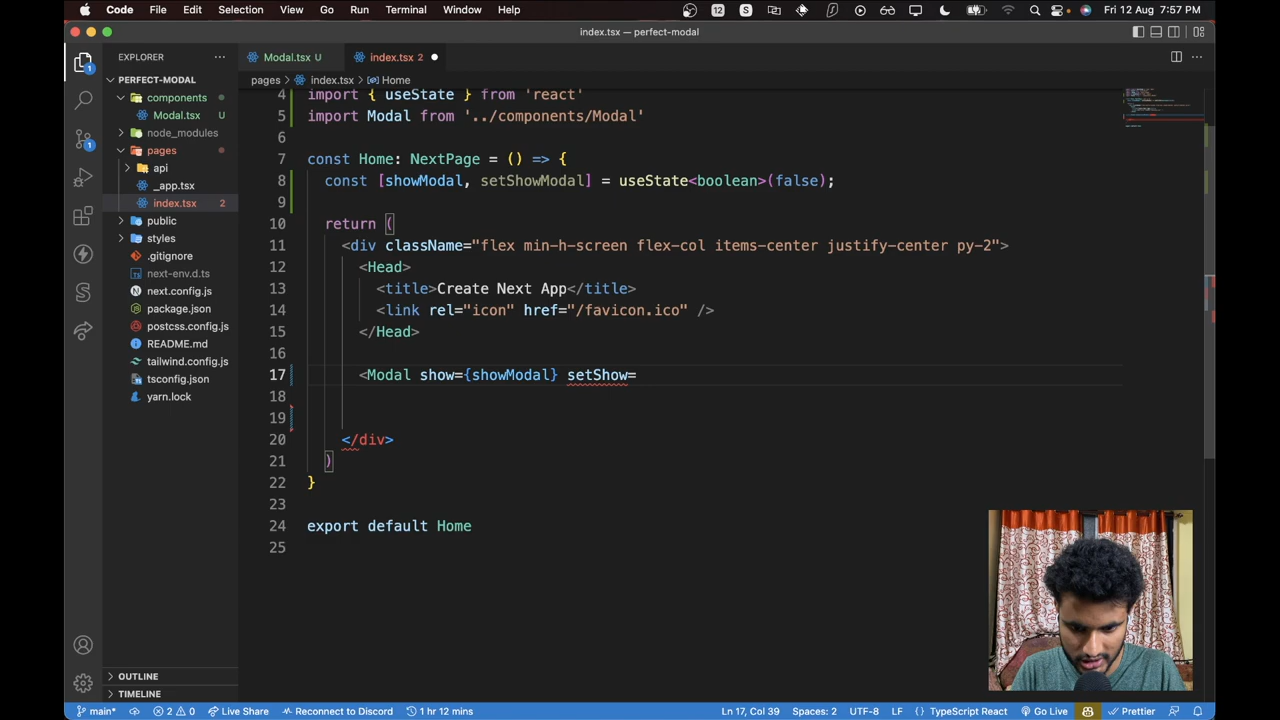 Code File Edit Selection View Go Run Terminal Window Help 12 S Fri 12 Aug 7:57 PM
index.tsx — perfect-modal
EXPLORER
Modal.tsx U
index.tsx 2
PERFECT-MODAL
pages > index.tsx > Home
components
Modal.tsx U
node_modules
pages
api
_app.tsx
index.tsx 2
public
styles
.gitignore
next-env.d.ts
next.config.js
package.json
postcss.config.js
README.md
tailwind.config.js
tsconfig.json
yarn.lock
OUTLINE
TIMELINE
1
1
4 import { useState } from 'react'
5 import Modal from '../components/Modal'
6
7 const Home: NextPage = () => {
8 const [showModal, setShowModal] = useState<boolean>(false);
9
10 return (
11 <div className="flex min-h-screen flex-col items-center justify-center py-2">
12 <Head>
13 <title>Create Next App</title>
14 <link rel="icon" href="/favicon.ico" />
15 </Head>
16
17 <Modal show={showModal} setShow=
18
19
20 </div>
21 )
22 }
23
24 export default Home
25
main* 2 0 Live Share Reconnect to Discord 1 hr 12 mins Ln 17, Col 39 Spaces: 2 UTF-8 LF {} TypeScript React Go Live Prettier